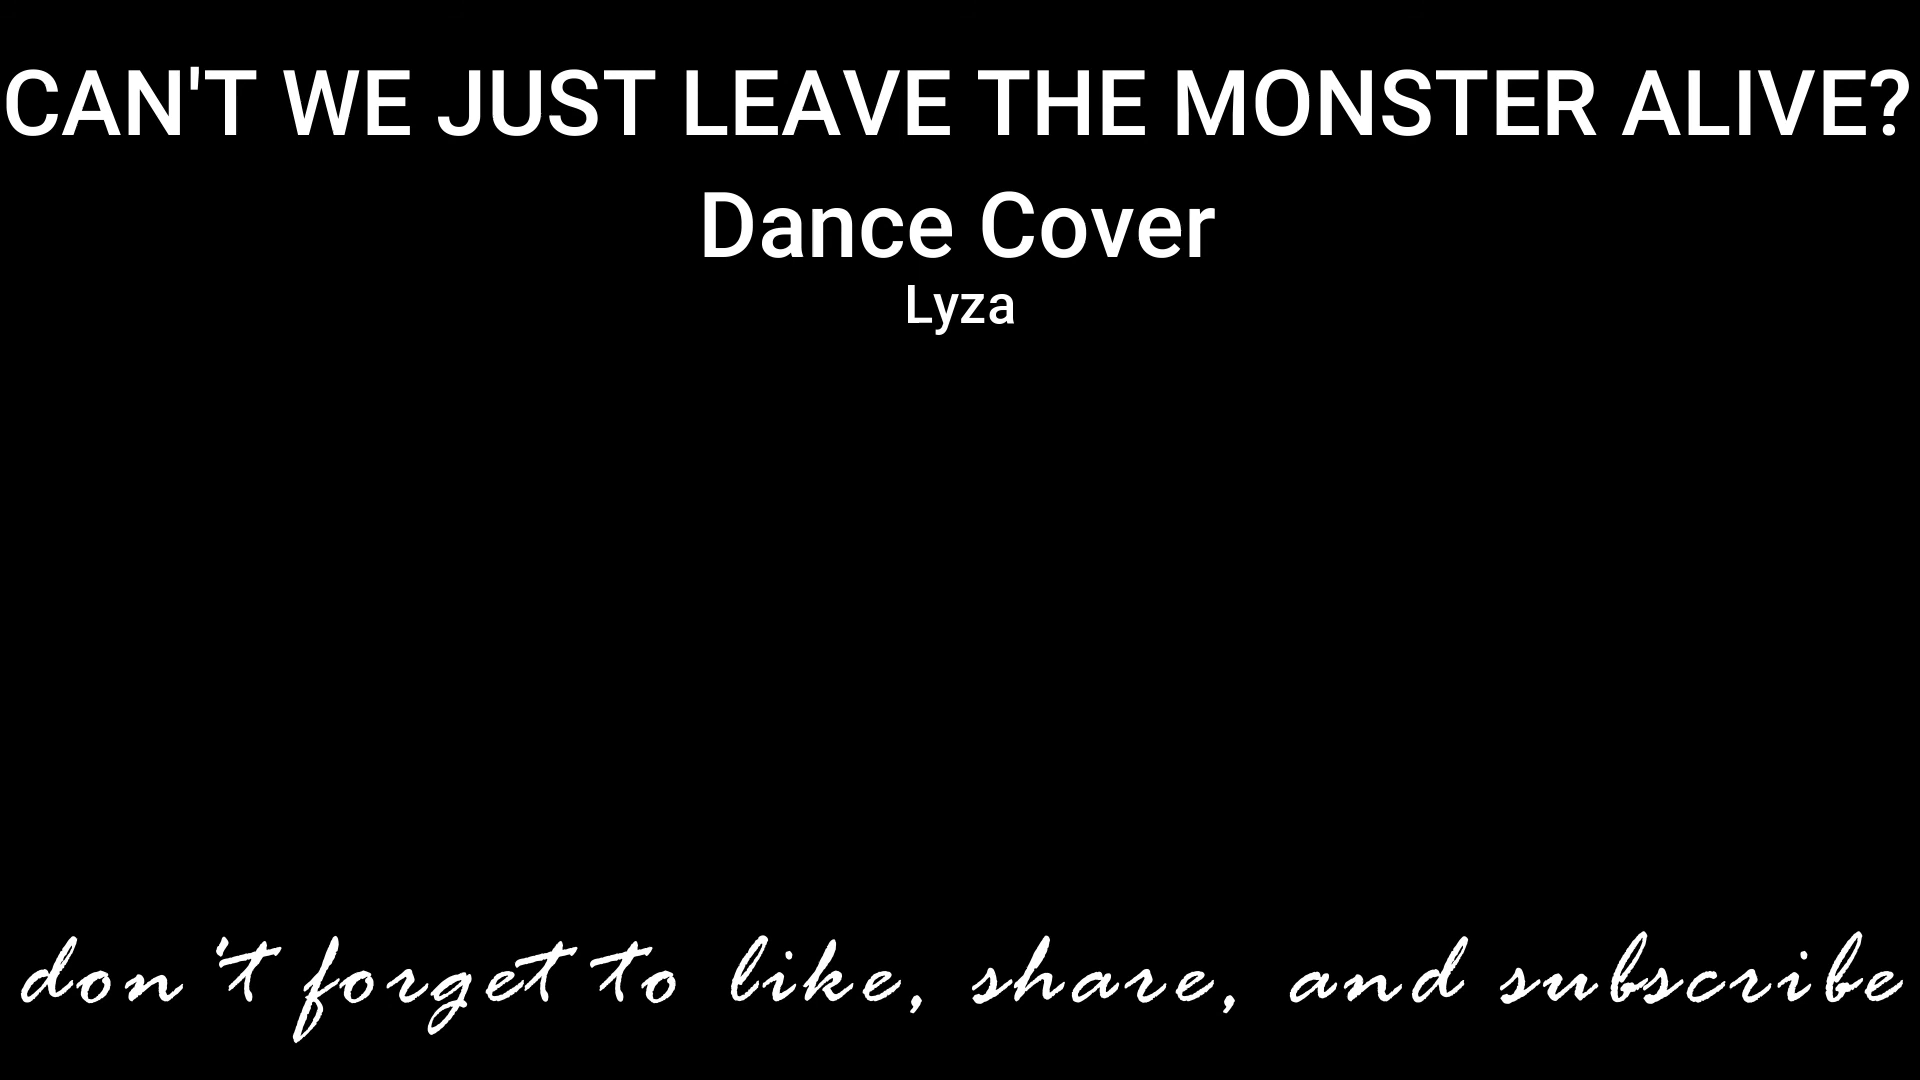 CAN'T WE JUST LEAVE THE MONSTER ALIVE?
Dance Cover
Lyza
don't forget to like, share, and subscribe